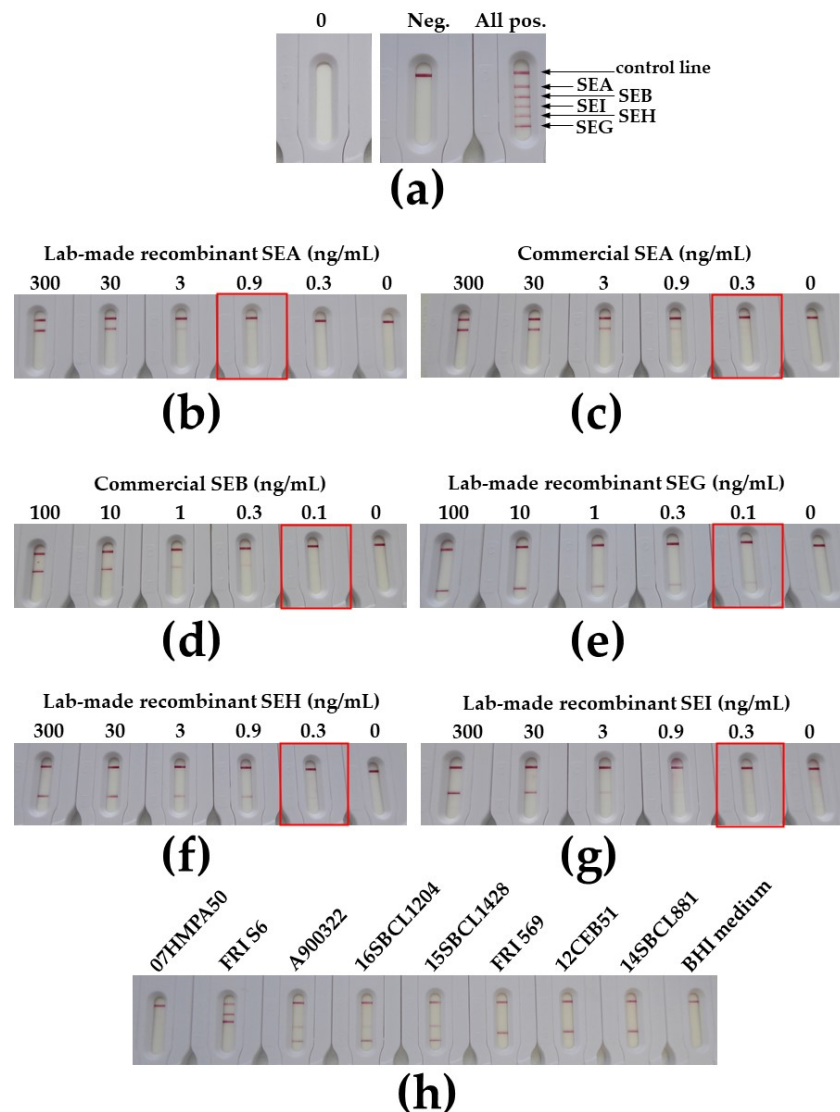 0 Neg. All pos.
control line
SEA
SEB
SEI
SEH
SEG
(a)
Lab-made recombinant SEA (ng/mL)
300 30 3 0.9 0.3 0
(b)
Commercial SEA (ng/mL)
300 30 3 0.9 0.3 0
(c)
Commercial SEB (ng/mL)
100 10 1 0.3 0.1 0
(d)
Lab-made recombinant SEG (ng/mL)
100 10 1 0.3 0.1 0
(e)
Lab-made recombinant SEH (ng/mL)
300 30 3 0.9 0.3 0
(f)
Lab-made recombinant SEI (ng/mL)
300 30 3 0.9 0.3 0
(g)
07HMPA50
FRI S6
A900322
16SBCL1204
15SBCL1428
FRI 569
12CEB51
14SBCL881
BHI medium
(h)